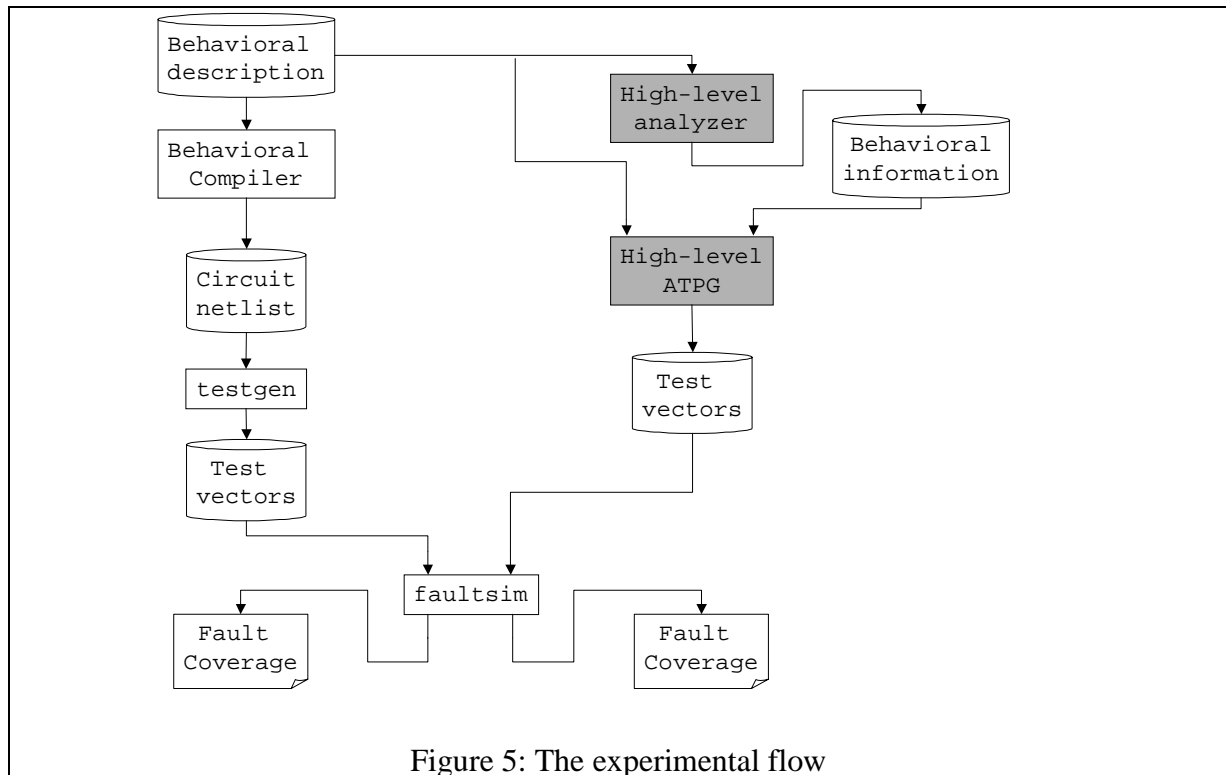 Behavioral
description
High-level
analyzer
Behavioral
information
Behavioral
Compiler
High-level
ATPG
Circuit
netlist
Test
vectors
testgen
Test
vectors
faultsim
Fault
Coverage
Fault
Coverage
Figure 5: The experimental flow